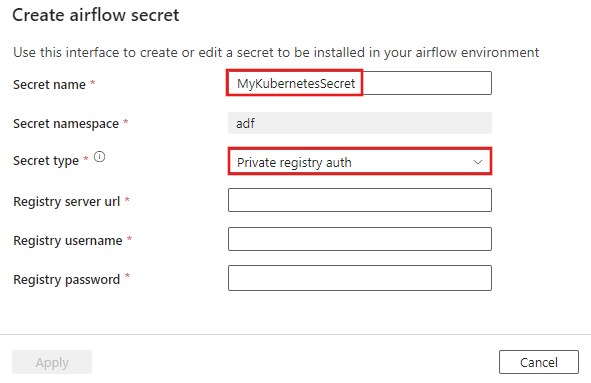 Create airflow secret
Use this interface to create or edit a secret to be installed in your airflow environment
Secret name *
MyKubernetesSecret
Secret namespace *
adf
Secret type * i
Private registry auth
Registry server url *
Registry username *
Registry password *
Apply
Cancel